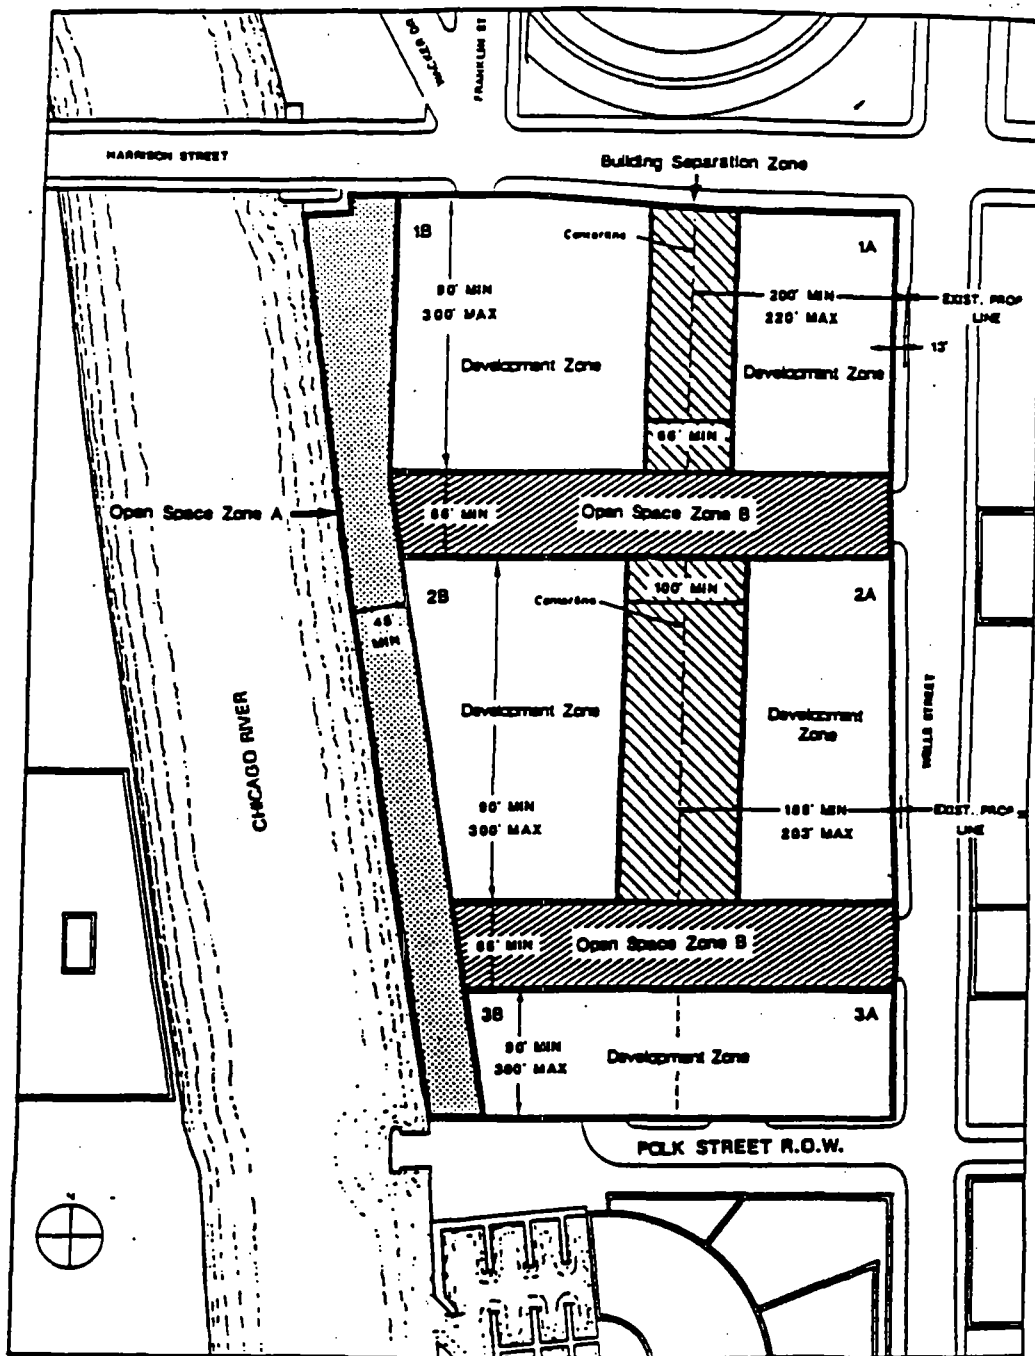 WACKER DR
FRANKLIN ST
HARRISON STREET
Building Separation Zone
1B
Centerline
1A
90' MIN
300' MAX
200' MIN
220' MAX
EXIST. PROP
LINE
13'
Development Zone
Development Zone
66' MIN
Open Space Zone A
66' MIN
Open Space Zone B
2B
Centerline
100' MIN
2A
MIN
CHICAGO RIVER
Development Zone
Development
Zone
WELLS STREET
90' MIN
300' MAX
203' MAX
EXIST. PROP
LINE
66' MIN
Open Space Zone B
3B
3A
90' MIN
300' MAX
Development Zone
POLK STREET R.O.W.